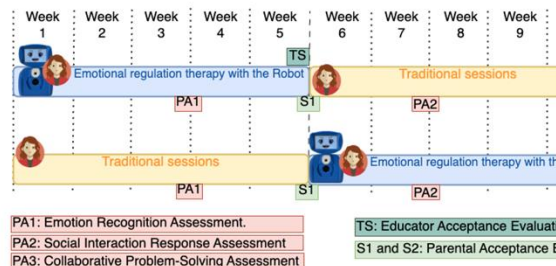 Week 1 Week 2 Week 3 Week 4 Week 5 Week 6 Week 7 Week 8 Week 9
TS
Emotional regulation therapy with the Robot Traditional sessions
PA1 S1 PA2
Traditional sessions Emotional regulation therapy with the
PA1 S1 PA2
PA1: Emotion Recognition Assessment.
PA2: Social Interaction Response Assessment
PA3: Collaborative Problem-Solving Assessment
TS: Educator Acceptance Evaluati
S1 and S2: Parental Acceptance E